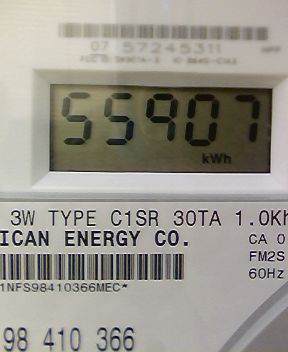 07 57245311
55907
kWh
3W TYPE C1SR 30TA 1.0Kh
ICAN ENERGY CO.
CA 0
FM2S
60Hz
1NFS98410366MEC*
98 410 366